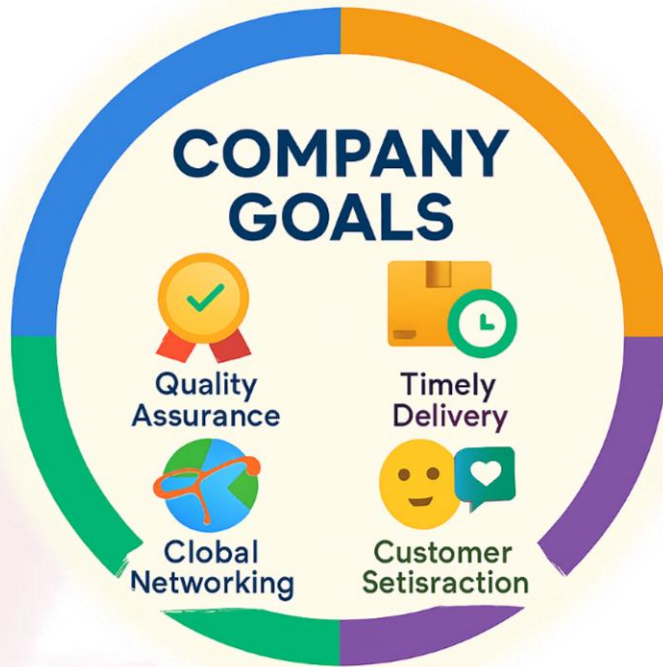 COMPANY
GOALS
Quality
Assurance
Timely
Delivery
Clobal
Networking
Customer
Setisraction